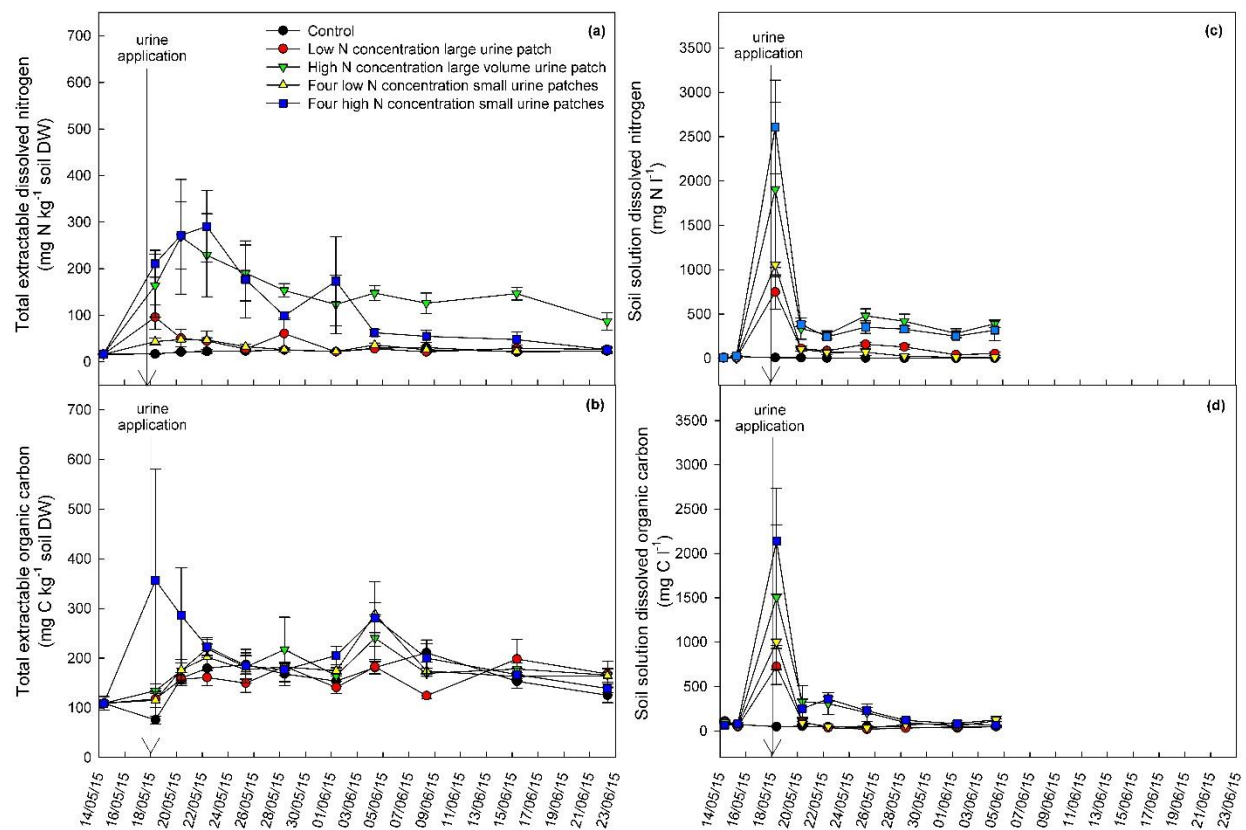 urine
application
Control
Low N concentration large urine patch
High N concentration large volume urine patch
Four low N concentration small urine patches
Four high N concentration small urine patches
(a)
Total extractable dissolved nitrogen
(mg N kg⁻¹ soil DW)
700
600
500
400
300
200
100
0
urine
application
(c)
Soil solution dissolved nitrogen
(mg N l⁻¹)
3500
3000
2500
2000
1500
1000
500
0
urine
application
(b)
Total extractable organic carbon
(mg C kg⁻¹ soil DW)
700
600
500
400
300
200
100
0
14/05/15
16/05/15
18/05/15
20/05/15
22/05/15
24/05/15
26/05/15
28/05/15
30/05/15
01/06/15
03/06/15
05/06/15
07/06/15
09/06/15
11/06/15
13/06/15
15/06/15
17/06/15
19/06/15
21/06/15
23/06/15
urine
application
(d)
Soil solution dissolved organic carbon
(mg C l⁻¹)
3500
3000
2500
2000
1500
1000
500
0
14/05/15
16/05/15
18/05/15
20/05/15
22/05/15
24/05/15
26/05/15
28/05/15
30/05/15
01/06/15
03/06/15
05/06/15
07/06/15
09/06/15
11/06/15
13/06/15
15/06/15
17/06/15
19/06/15
21/06/15
23/06/15